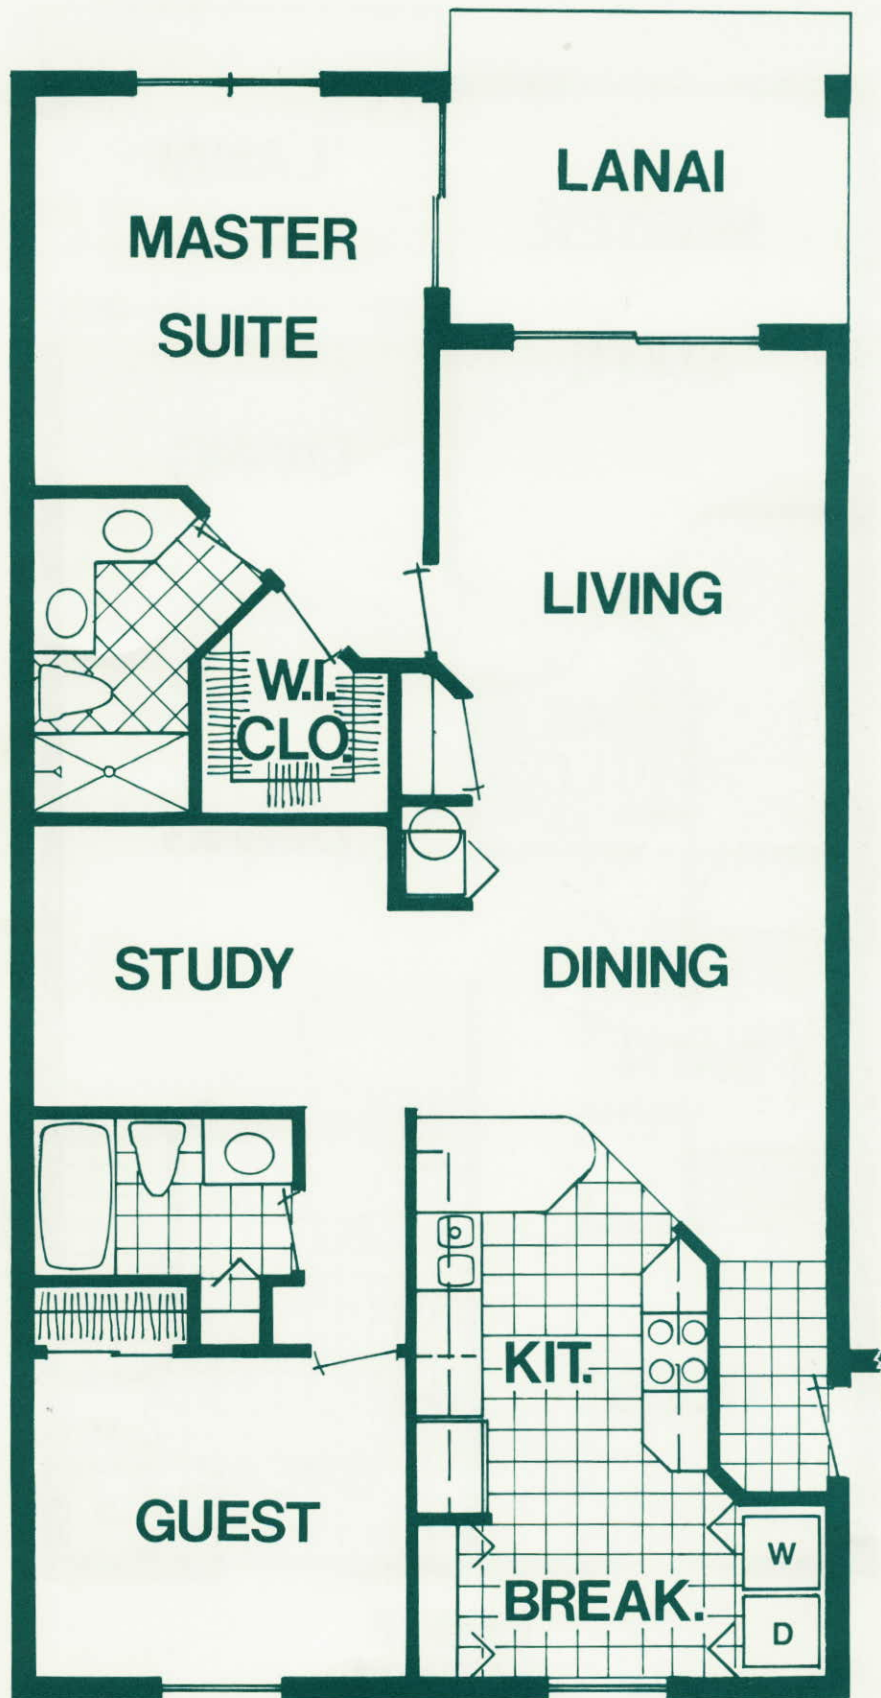 LANAI
MASTER
SUITE
LIVING
W.I.
CLO.
STUDY
DINING
KIT.
GUEST
BREAK.
W
D